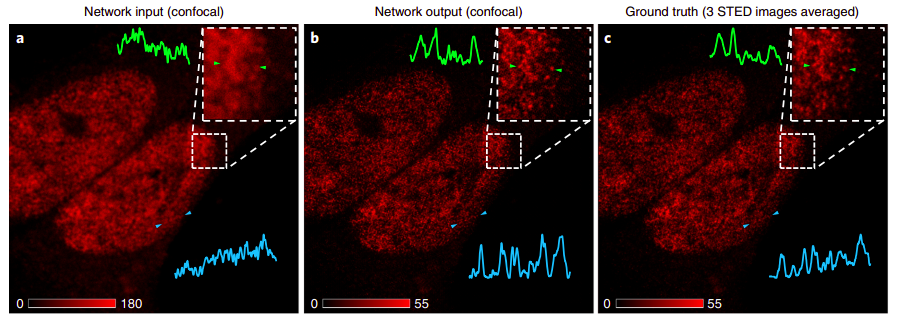 Network input (confocal)
Network output (confocal)
Ground truth (3 STED images averaged)
a
b
c
0 180
0 55
0 55